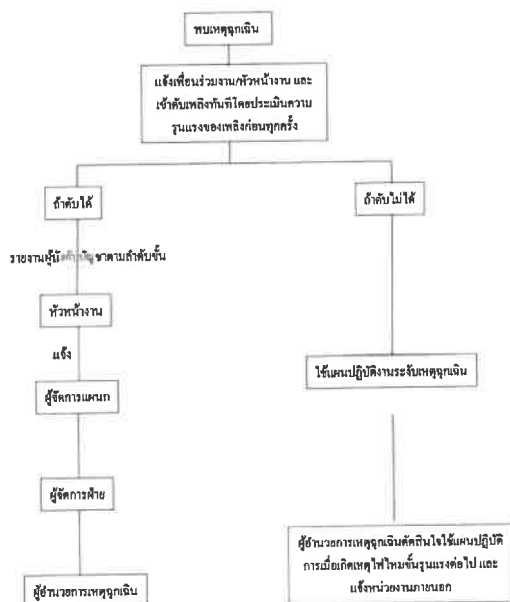 พบเหตุฉุกเฉิน
แจ้งเพื่อนร่วมงาน/หัวหน้างาน และ
เข้าดับเพลิงทันทีโดยประเมินความ
รุนแรงของเพลิงก่อนทุกครั้ง
ถ้าดับได้
ถ้าดับไม่ได้
รายงานผู้บังคับบัญชาตามลำดับชั้น
หัวหน้างาน
แจ้ง
ผู้จัดการแผนก
ผู้จัดการฝ่าย
ผู้อำนวยการเหตุฉุกเฉิน
ใช้แผนปฏิบัติงานระงับเหตุฉุกเฉิน
ผู้อำนวยการเหตุฉุกเฉินตัดสินใจใช้แผนปฏิบัติ
การเมื่อเกิดเหตุไฟไหม้ขั้นรุนแรงต่อไป และ
แจ้งหน่วยงานภายนอก